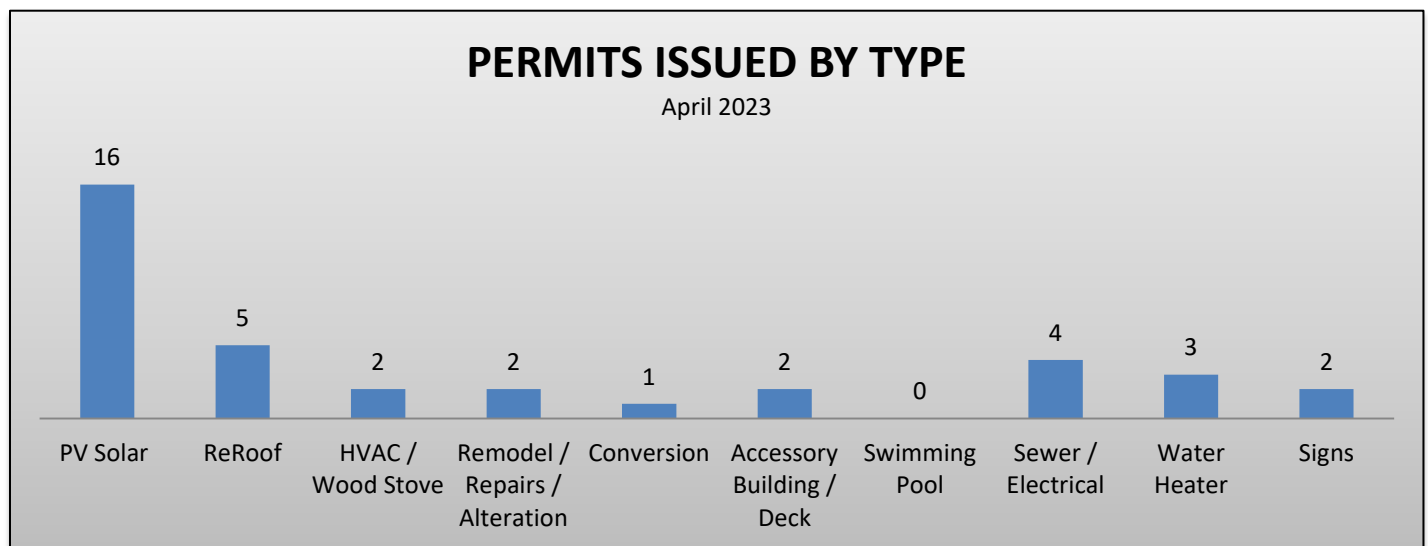 PERMITS ISSUED BY TYPE
April 2023
16
5
2
2
1
2
0
4
3
2
PV Solar
ReRoof
HVAC /
Wood Stove
Remodel /
Repairs /
Alteration
Conversion
Accessory
Building /
Deck
Swimming
Pool
Sewer /
Electrical
Water
Heater
Signs